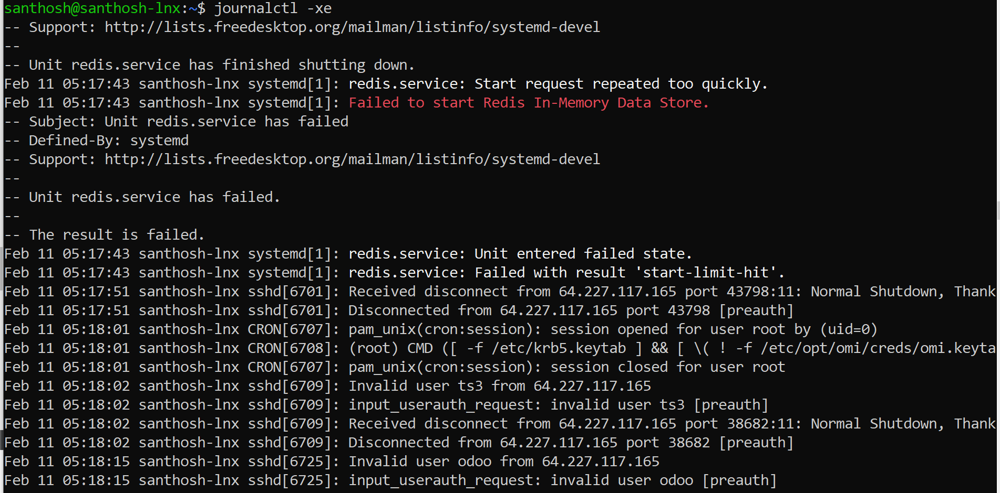 santhosh@santhosh-lnx:~$ journalctl -xe
-- Support: http://lists.freedesktop.org/mailman/listinfo/systemd-devel
--
-- Unit redis.service has finished shutting down.
Feb 11 05:17:43 santhosh-lnx systemd[1]: redis.service: Start request repeated too quickly.
Feb 11 05:17:43 santhosh-lnx systemd[1]: Failed to start Redis In-Memory Data Store.
-- Subject: Unit redis.service has failed
-- Defined-By: systemd
-- Support: http://lists.freedesktop.org/mailman/listinfo/systemd-devel
--
-- Unit redis.service has failed.
--
-- The result is failed.
Feb 11 05:17:43 santhosh-lnx systemd[1]: redis.service: Unit entered failed state.
Feb 11 05:17:43 santhosh-lnx systemd[1]: redis.service: Failed with result 'start-limit-hit'.
Feb 11 05:17:51 santhosh-lnx sshd[6701]: Received disconnect from 64.227.117.165 port 43798:11: Normal Shutdown, Thank
Feb 11 05:17:51 santhosh-lnx sshd[6701]: Disconnected from 64.227.117.165 port 43798 [preauth]
Feb 11 05:18:01 santhosh-lnx CRON[6707]: pam_unix(cron:session): session opened for user root by (uid=0)
Feb 11 05:18:01 santhosh-lnx CRON[6708]: (root) CMD ([ -f /etc/krb5.keytab ] && [ \( ! -f /etc/opt/omi/creds/omi.keyta
Feb 11 05:18:01 santhosh-lnx CRON[6707]: pam_unix(cron:session): session closed for user root
Feb 11 05:18:02 santhosh-lnx sshd[6709]: Invalid user ts3 from 64.227.117.165
Feb 11 05:18:02 santhosh-lnx sshd[6709]: input_userauth_request: invalid user ts3 [preauth]
Feb 11 05:18:02 santhosh-lnx sshd[6709]: Received disconnect from 64.227.117.165 port 38682:11: Normal Shutdown, Thank
Feb 11 05:18:02 santhosh-lnx sshd[6709]: Disconnected from 64.227.117.165 port 38682 [preauth]
Feb 11 05:18:15 santhosh-lnx sshd[6725]: Invalid user odoo from 64.227.117.165
Feb 11 05:18:15 santhosh-lnx sshd[6725]: input_userauth_request: invalid user odoo [preauth]